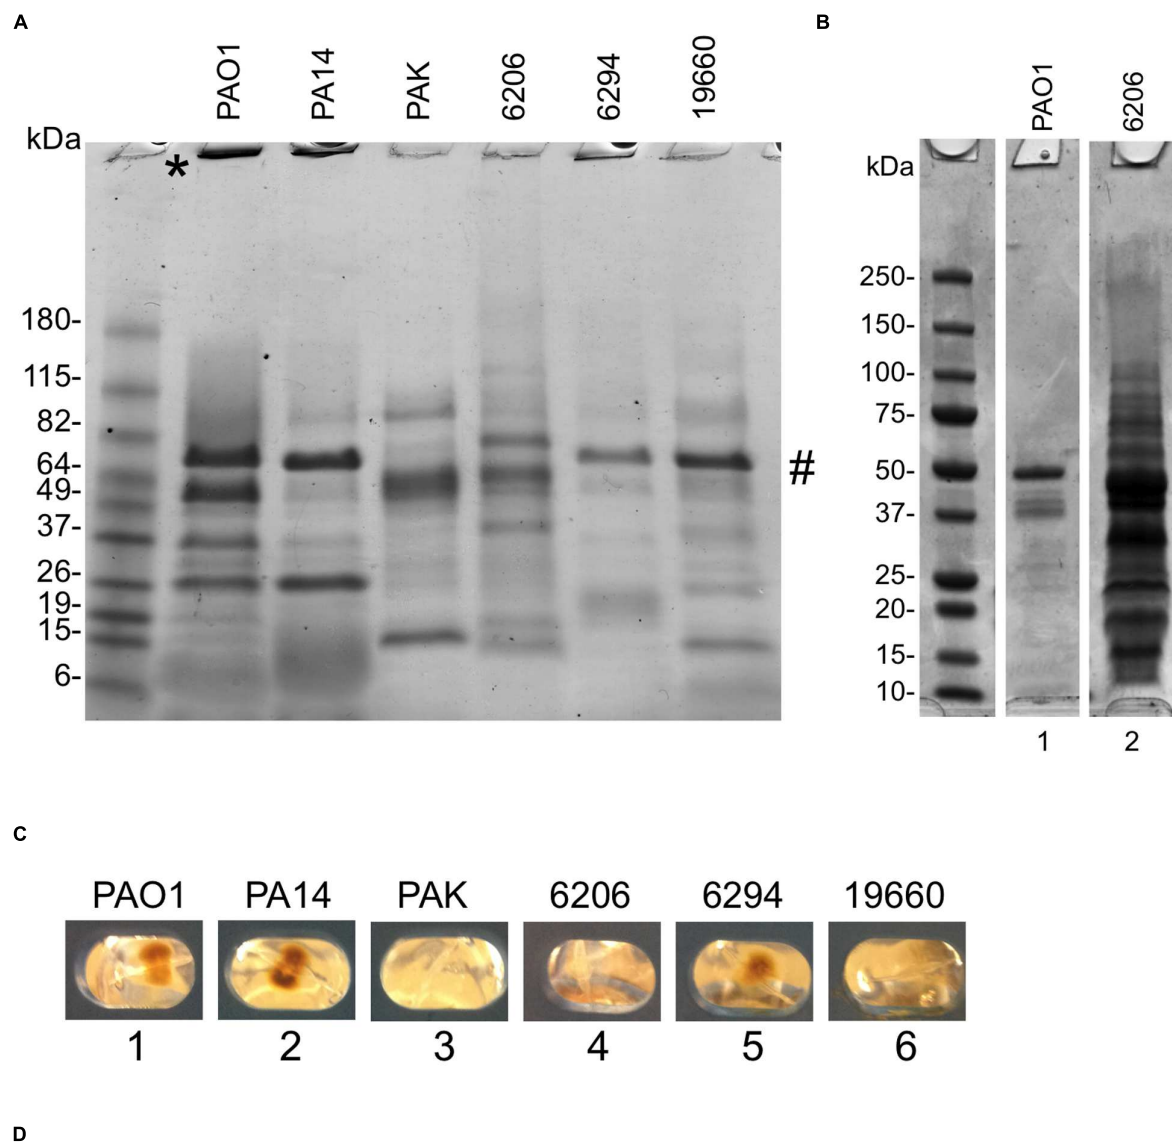 A
B
PAO1 PA14 PAK 6206 6294 19660
PAO1 6206
kDa
*
180-
115-
82-
64-
49-
37-
26-
19-
15-
6-
#
kDa
250-
150-
100-
75-
50-
37-
25-
20-
15-
10-
1 2
C
PAO1 PA14 PAK 6206 6294 19660
1 2 3 4 5 6
D